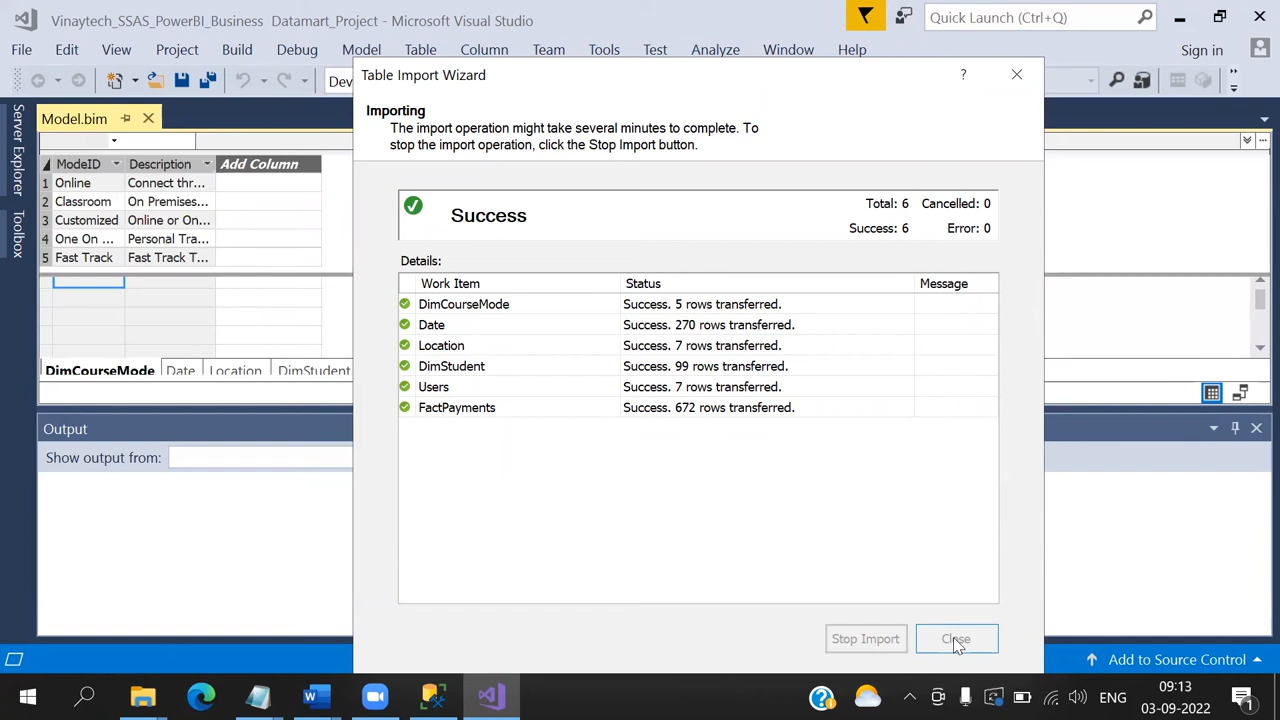 Vinaytech_SSAS_PowerBI_Business Datamart_Project - Microsoft Visual Studio
Quick Launch (Ctrl+Q)
File Edit View Project Build Debug Model Table Column Team Tools Test Analyze Window Help Sign in
Dev
Table Import Wizard
?
Server Explorer
Toolbox
Model.bim
Importing
The import operation might take several minutes to complete. To
stop the import operation, click the Stop Import button.
ModeID Description Add Column
1 Online Connect thr...
2 Classroom On Premises...
3 Customized Online or On...
4 One On ... Personal Tra...
5 Fast Track Fast Track T...
Success
Total: 6 Cancelled: 0
Success: 6 Error: 0
Details:
Work Item Status Message
DimCourseMode Success. 5 rows transferred.
Date Success. 270 rows transferred.
Location Success. 7 rows transferred.
DimStudent Success. 99 rows transferred.
Users Success. 7 rows transferred.
FactPayments Success. 672 rows transferred.
DimCourseMode Date Location DimStudent
Output
Show output from:
Stop Import Close
Add to Source Control
ENG
09:13
03-09-2022
1